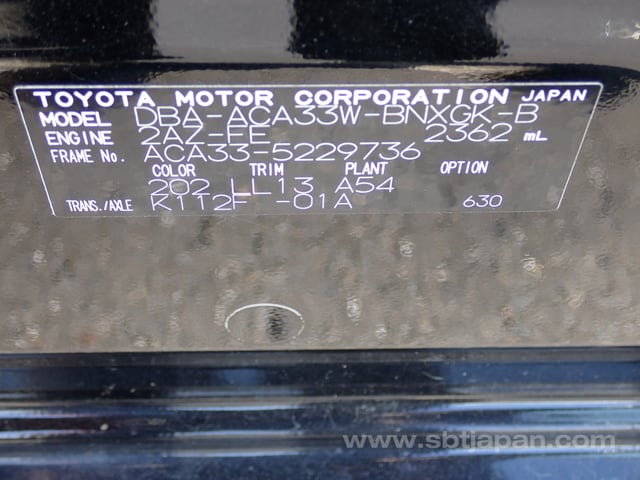 TOYOTA MOTOR CORPORATION JAPAN
MODEL DBA-ACA33W-BNXGK-B
ENGINE 2AZ-FE 2362 mL
FRAME No. ACA33-5229736
COLOR TRIM PLANT OPTION
202 LL13 A54
TRANS./AXLE K112F -01A 630
www.sbtjapan.com